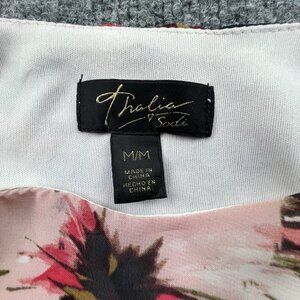 Thalia
Sodi
M/M
MADE IN
CHINA
HECHO EN
CHINA